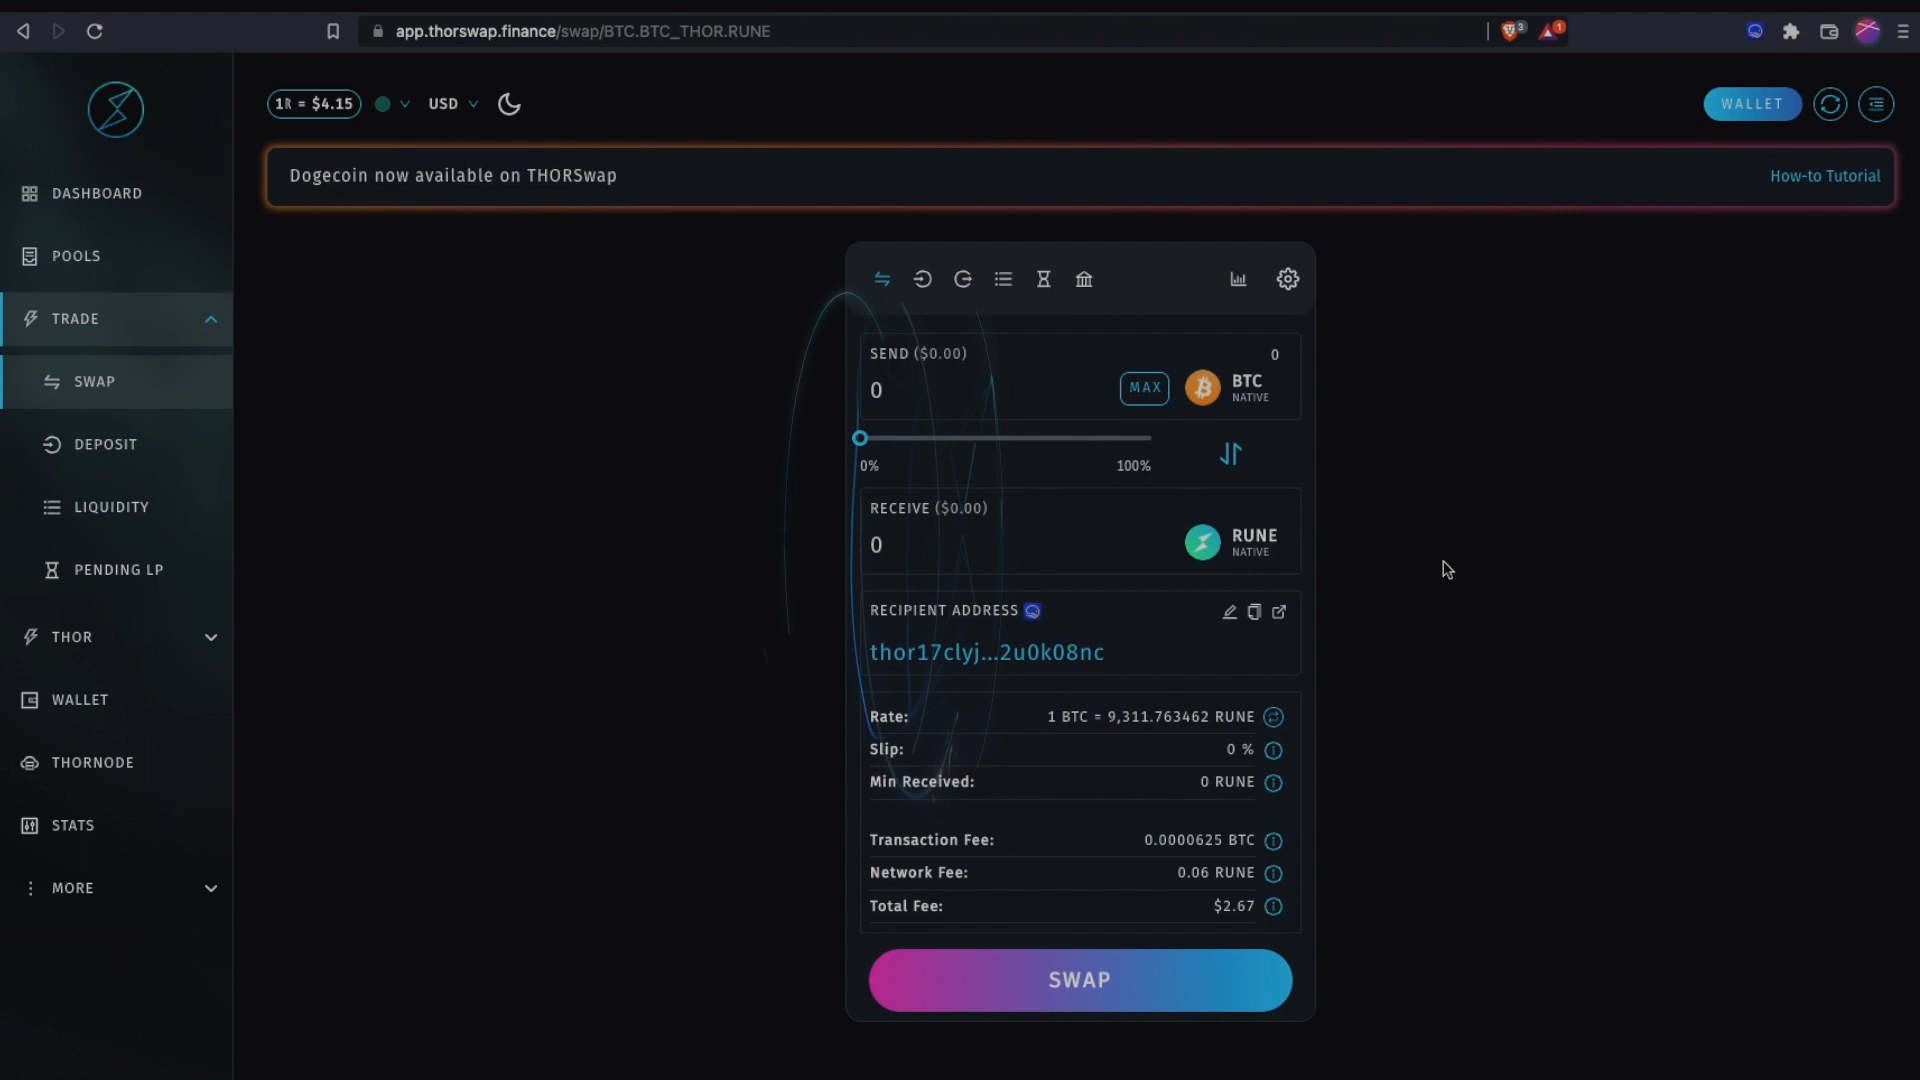 app.thorswap.finance/swap/BTC.BTC_THOR.RUNE
3
1
1ᚱ = $4.15
USD
WALLET
Dogecoin now available on THORSwap
How-to Tutorial
DASHBOARD
POOLS
TRADE
SWAP
DEPOSIT
LIQUIDITY
PENDING LP
THOR
WALLET
THORNODE
STATS
MORE
SEND ($0.00)
0
0
MAX
BTC
NATIVE
0%
100%
RECEIVE ($0.00)
0
RUNE
NATIVE
RECIPIENT ADDRESS
thor17clyj...2u0k08nc
Rate: 1 BTC = 9,311.763462 RUNE
Slip: 0 %
Min Received: 0 RUNE
Transaction Fee: 0.0000625 BTC
Network Fee: 0.06 RUNE
Total Fee: $2.67
SWAP